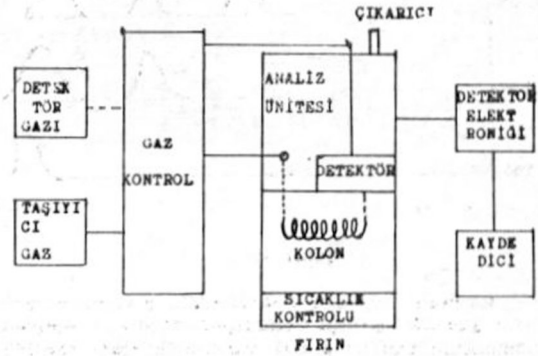 ÇIKARICI
DETEK
TÖR
GAZI
GAZ
KONTROL
TAŞIYI
CI
GAZ
ANALİZ
ÜNİTESİ
DETEKTÖR
KOLON
SICAKLIK
KONTROLU
FIRIN
DETEKTOR
ELEKT
RONİĞİ
KAYDE
DİCİ